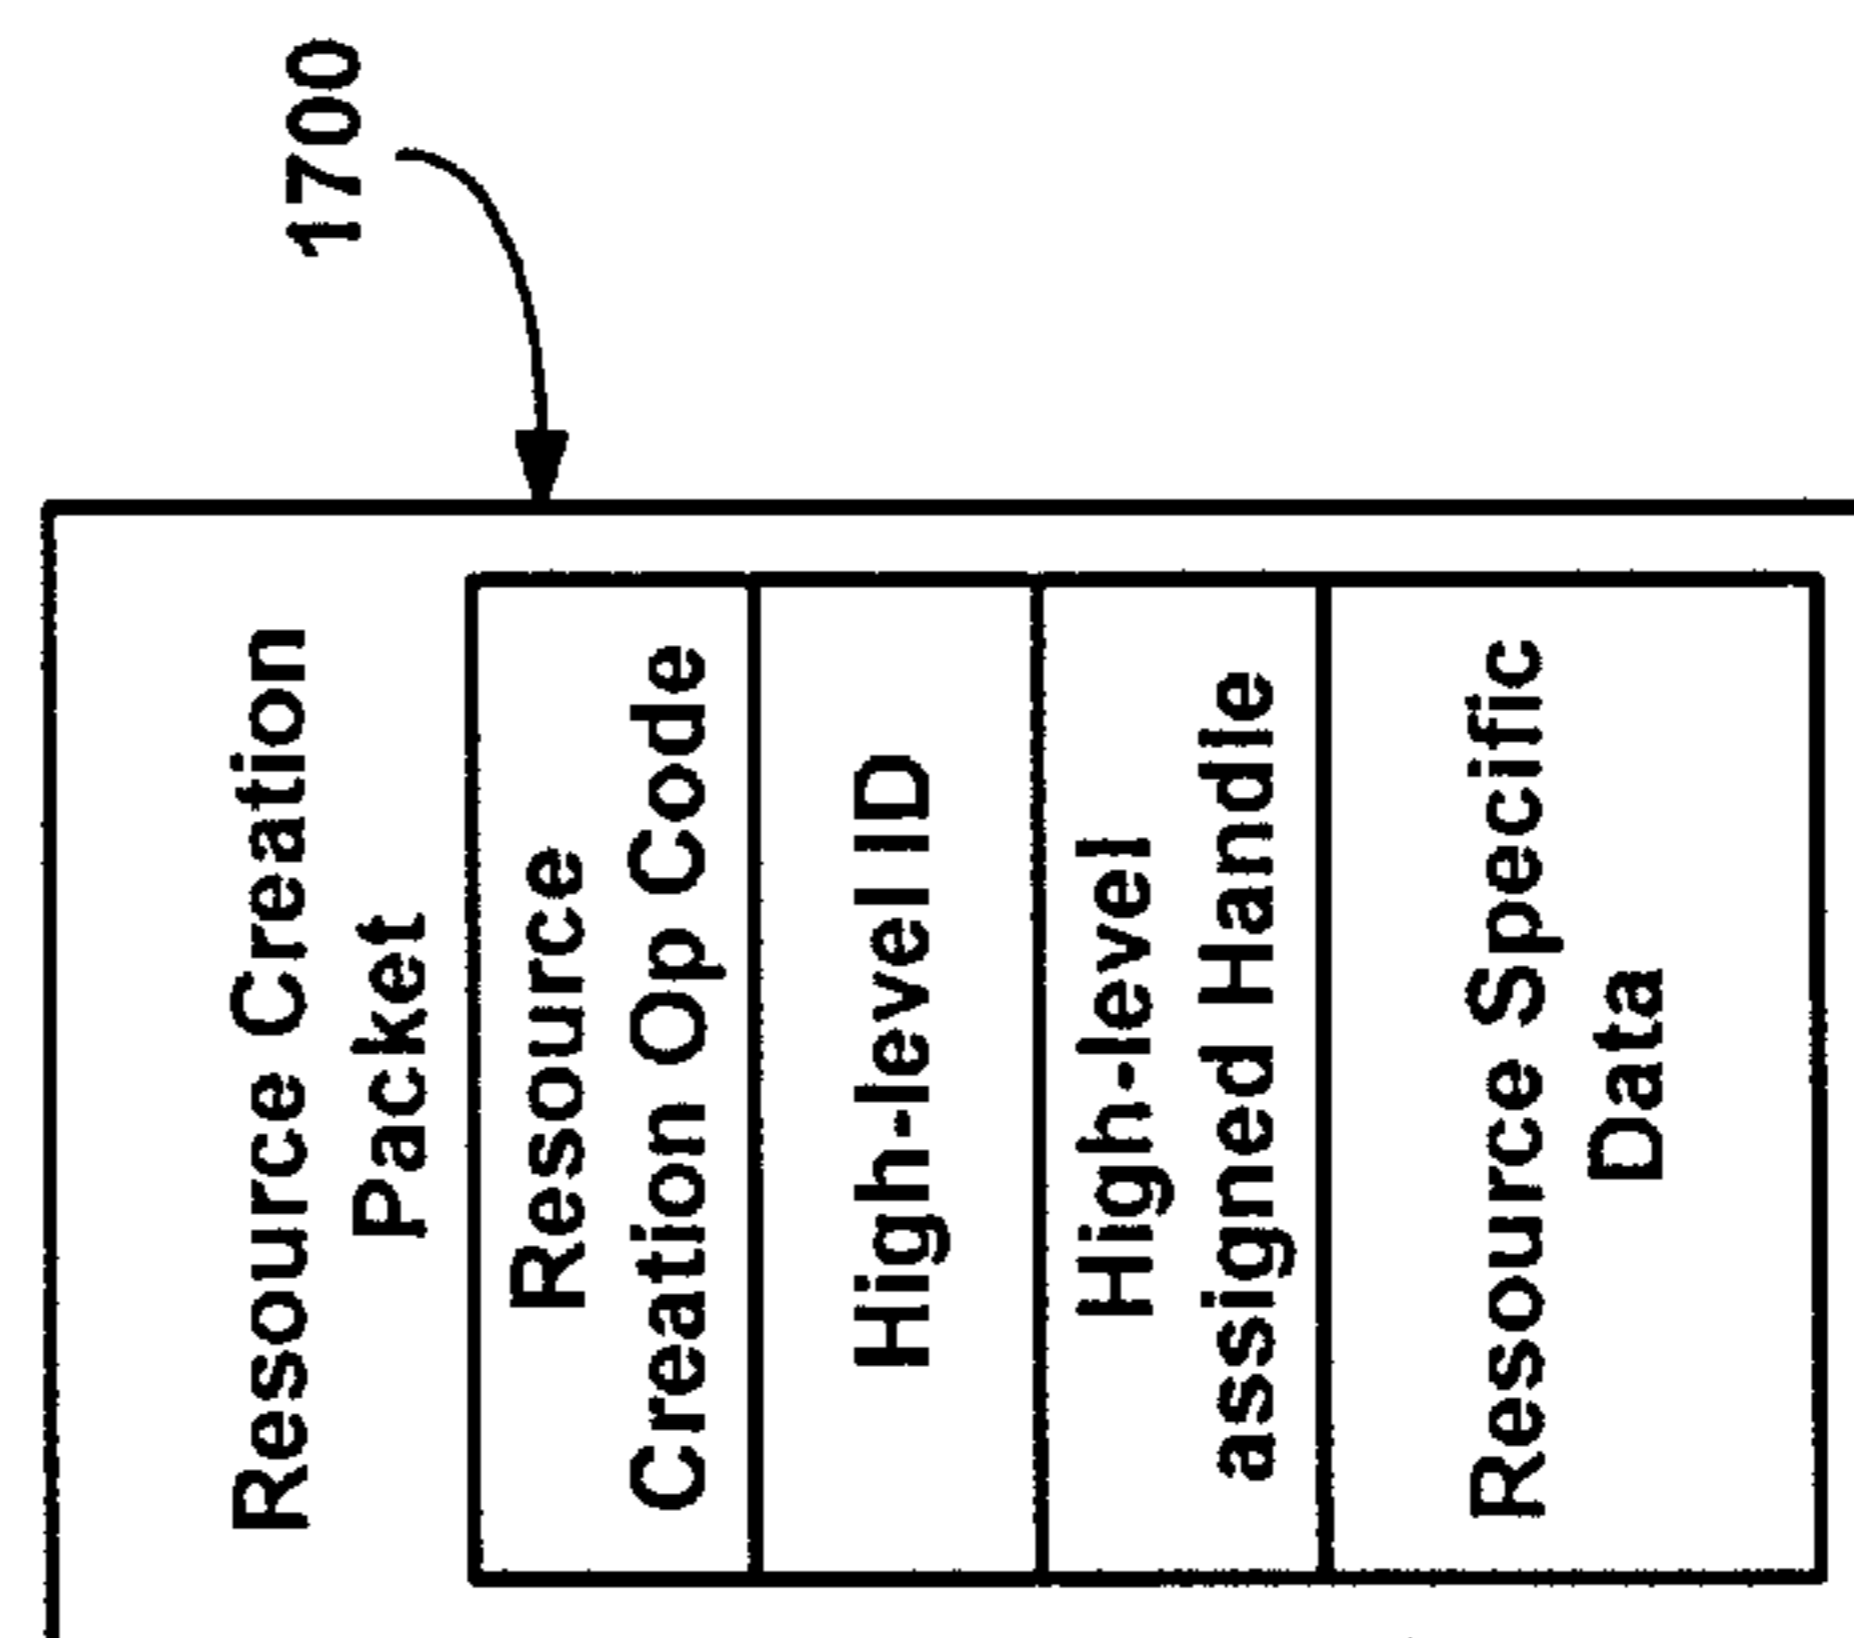 1700
Resource Creation
Packet
Resource
Creation Op Code
High-level ID
High-level
assigned Handle
Resource Specific
Data